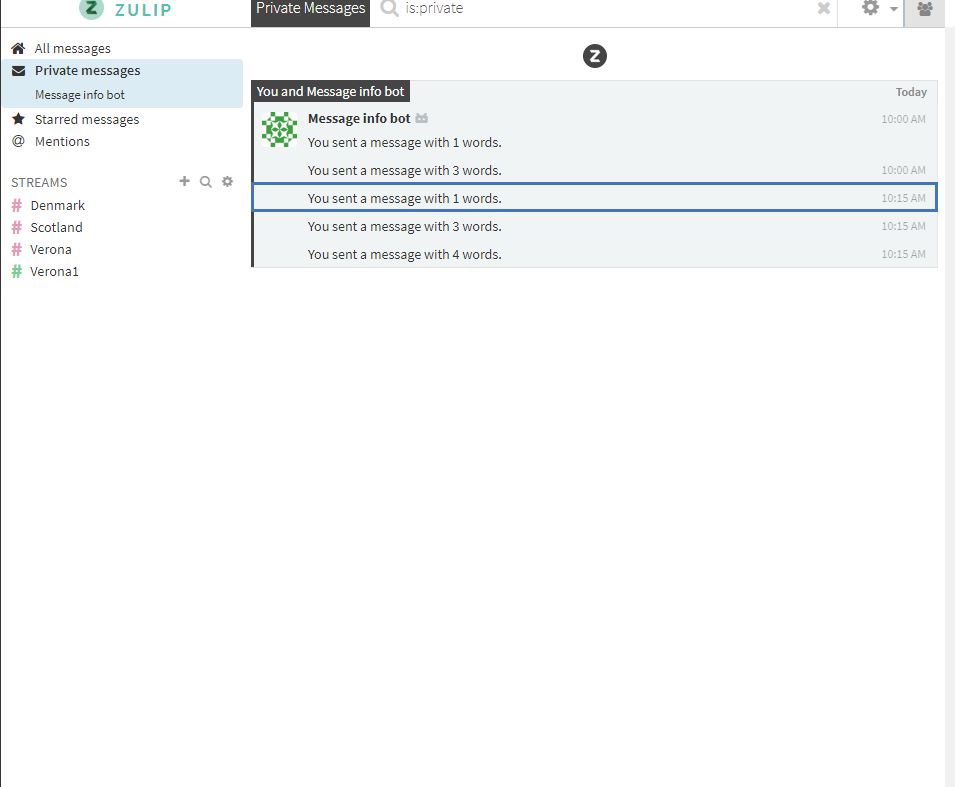 ZULIP
Private Messages
is:private
All messages
Private messages
Message info bot
Starred messages
@ Mentions
STREAMS
# Denmark
# Scotland
# Verona
# Verona1
You and Message info bot
Today
Message info bot
10:00 AM
You sent a message with 1 words.
You sent a message with 3 words.
10:00 AM
You sent a message with 1 words.
10:15 AM
You sent a message with 3 words.
10:15 AM
You sent a message with 4 words.
10:15 AM